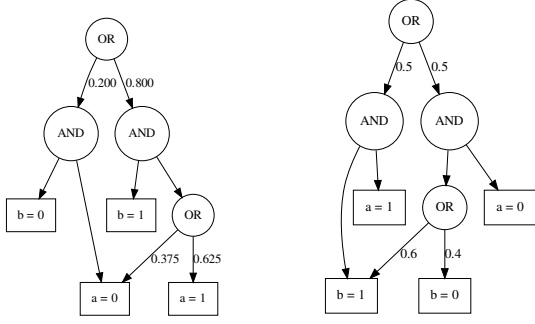 OR
0.200
0.800
AND
AND
b = 0
b = 1
OR
0.375
0.625
a = 0
a = 1
OR
0.5
0.5
AND
AND
a = 1
OR
a = 0
0.6
0.4
b = 1
b = 0